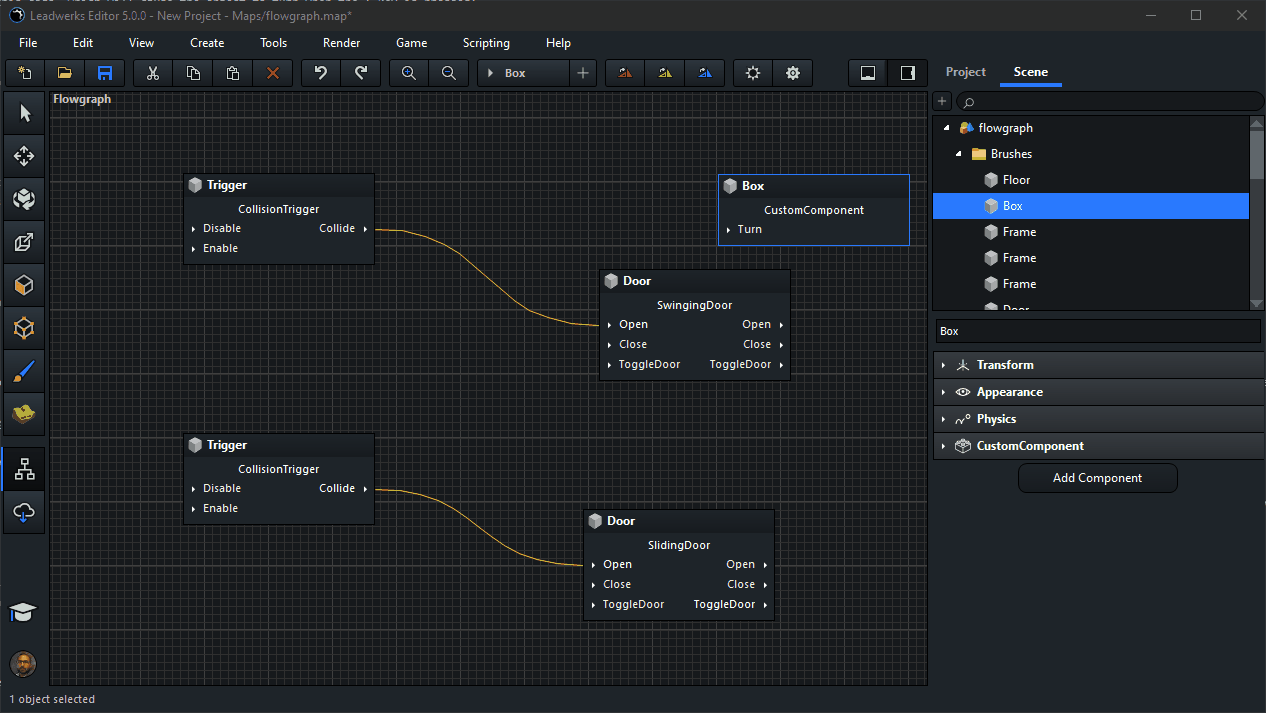 Leadwerks Editor 5.0.0 - New Project - Maps/flowgraph.map*
File Edit View Create Tools Render Game Scripting Help
Box
Project Scene
Flowgraph
flowgraph
Brushes
Floor
Box
Frame
Frame
Frame
Door
Trigger
CollisionTrigger
Disable Collide
Enable
Box
CustomComponent
Turn
Door
SwingingDoor
Open Open
Close Close
ToggleDoor ToggleDoor
Trigger
CollisionTrigger
Disable Collide
Enable
Door
SlidingDoor
Open Open
Close Close
ToggleDoor ToggleDoor
Box
Transform
Appearance
Physics
CustomComponent
Add Component
1 object selected